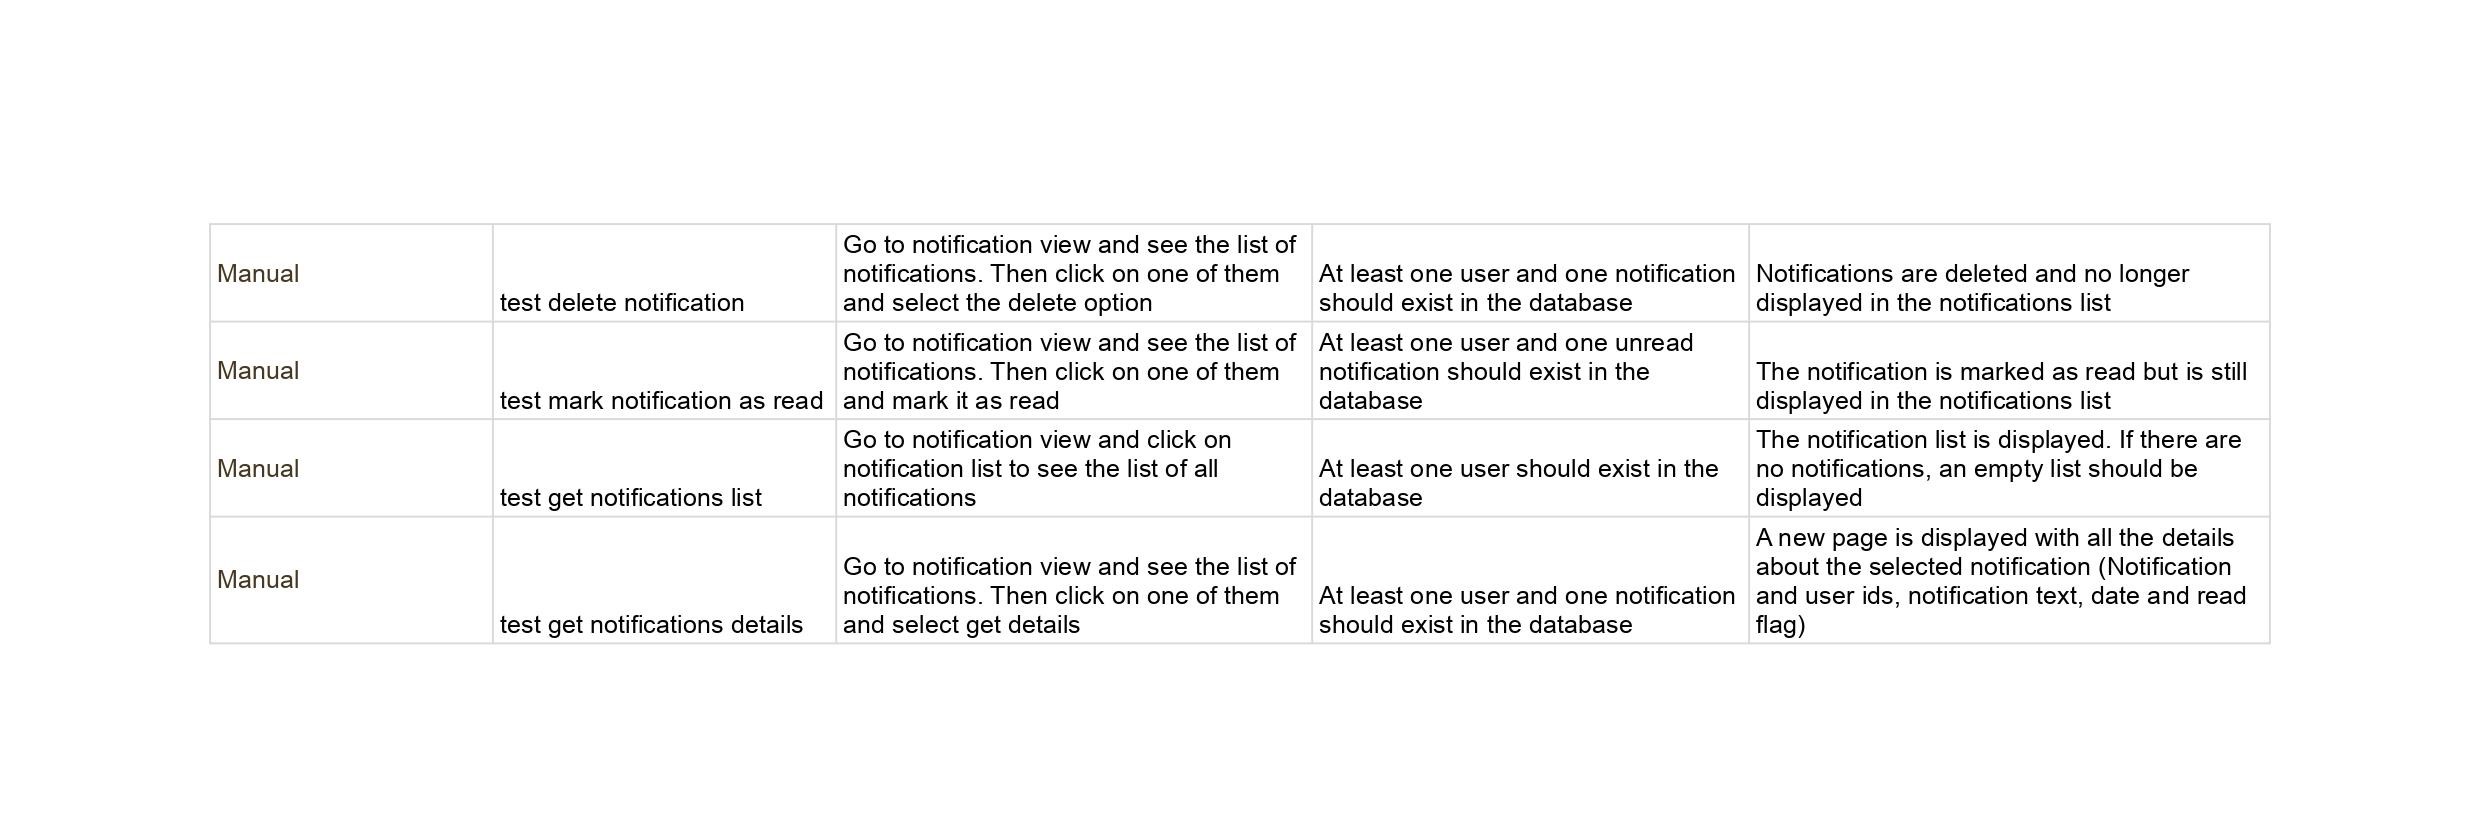 Manual
test delete notification
Go to notification view and see the list of
notifications. Then click on one of them
and select the delete option
At least one user and one notification
should exist in the database
Notifications are deleted and no longer
displayed in the notifications list
Manual
test mark notification as read
Go to notification view and see the list of
notifications. Then click on one of them
and mark it as read
At least one user and one unread
notification should exist in the
database
The notification is marked as read but is still
displayed in the notifications list
Manual
test get notifications list
Go to notification view and click on
notification list to see the list of all
notifications
At least one user should exist in the
database
The notification list is displayed. If there are
no notifications, an empty list should be
displayed
Manual
test get notifications details
Go to notification view and see the list of
notifications. Then click on one of them
and select get details
At least one user and one notification
should exist in the database
A new page is displayed with all the details
about the selected notification (Notification
and user ids, notification text, date and read
flag)